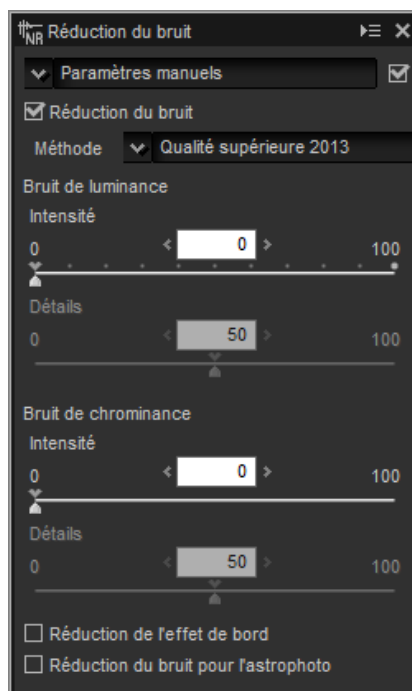 NR Réduction du bruit
Paramètres manuels
Réduction du bruit
Méthode Qualité supérieure 2013
Bruit de luminance
Intensité
0 0 100
Détails
0 50 100
Bruit de chrominance
Intensité
0 0 100
Détails
0 50 100
Réduction de l'effet de bord
Réduction du bruit pour l'astrophoto